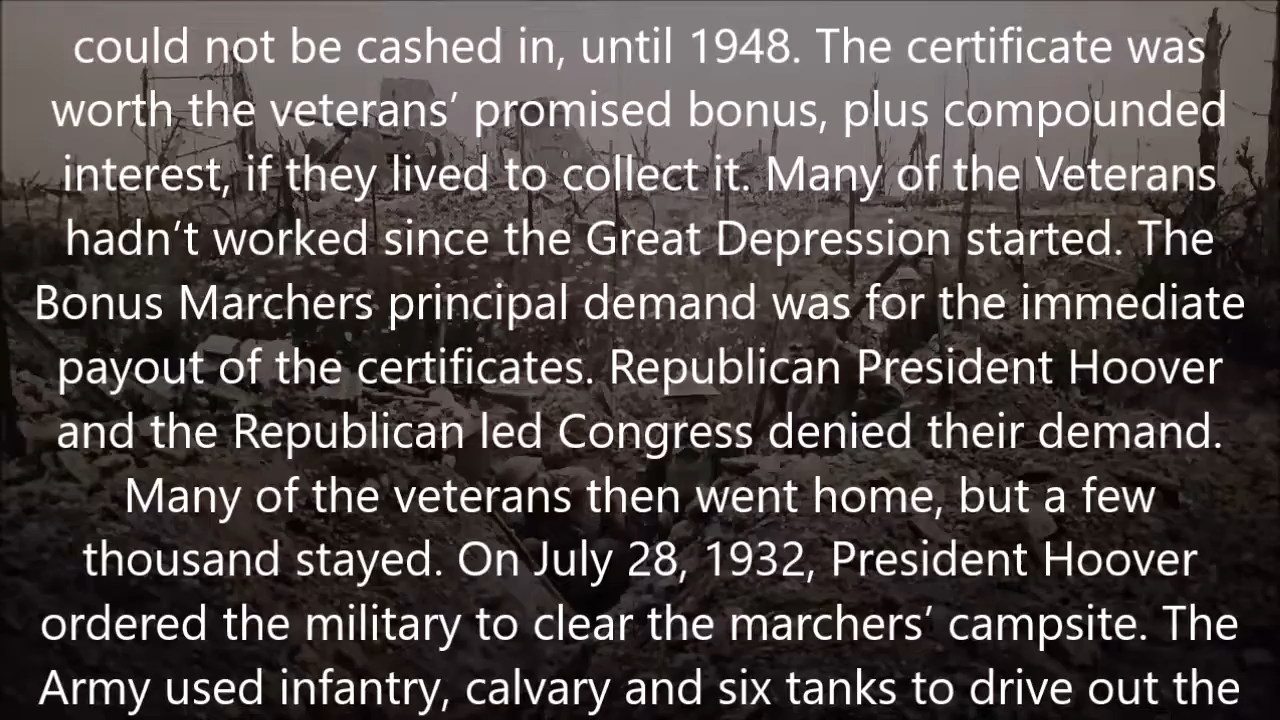 could not be cashed in, until 1948. The certificate was
worth the veterans’ promised bonus, plus compounded
interest, if they lived to collect it. Many of the Veterans
hadn’t worked since the Great Depression started. The
Bonus Marchers principal demand was for the immediate
payout of the certificates. Republican President Hoover
and the Republican led Congress denied their demand.
Many of the veterans then went home, but a few
thousand stayed. On July 28, 1932, President Hoover
ordered the military to clear the marchers’ campsite. The
Army used infantry, calvary and six tanks to drive out the